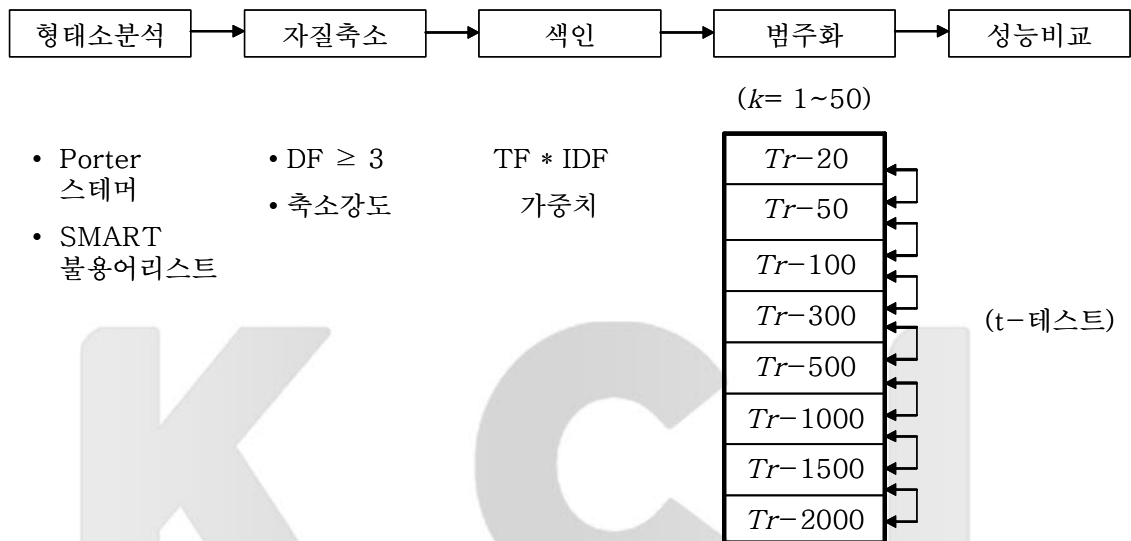 형태소분석
자질축소
색인
범주화
성능비교
(k= 1~50)
• Porter
스테머
• SMART
불용어리스트
• DF ≥ 3
• 축소강도
TF * IDF
가중치
Tr-20
Tr-50
Tr-100
Tr-300
Tr-500
Tr-1000
Tr-1500
Tr-2000
(t-테스트)
K C I